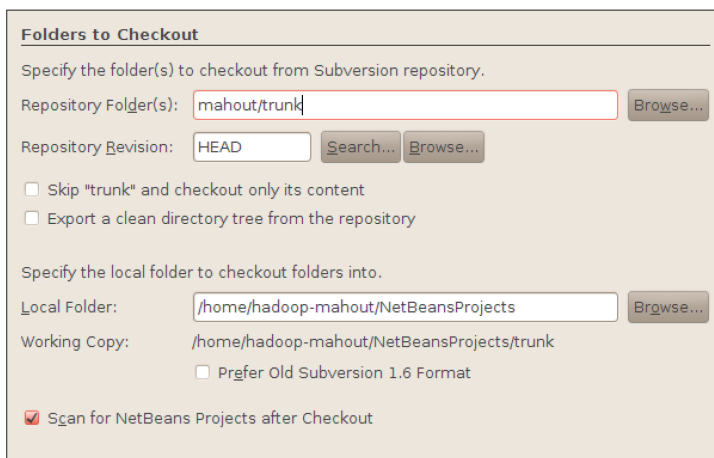 Folders to Checkout
Specify the folder(s) to checkout from Subversion repository.
Repository Folder(s): mahout/trunk Browse...
Repository Revision: HEAD Search... Browse...
Skip "trunk" and checkout only its content
Export a clean directory tree from the repository
Specify the local folder to checkout folders into.
Local Folder: /home/hadoop-mahout/NetBeansProjects Browse...
Working Copy: /home/hadoop-mahout/NetBeansProjects/trunk
Prefer Old Subversion 1.6 Format
Scan for NetBeans Projects after Checkout